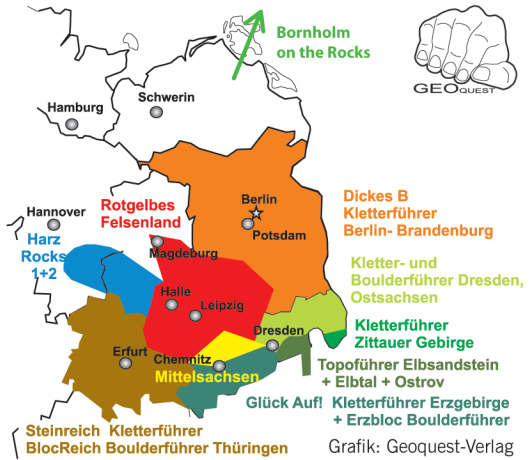 Bornholm
on the Rocks
GEOQUEST
Schwerin
Hamburg
Berlin
Potsdam
Dickes B
Kletterführer
Berlin- Brandenburg
Rotgelbes
Felsenland
Hannover
Harz
Rocks
1+2
Magdeburg
Kletter- und
Boulderführer Dresden,
Ostsachsen
Halle
Leipzig
Kletterführer
Zittauer Gebirge
Dresden
Erfurt
Chemnitz
Mittelsachsen
Topoführer Elbsandstein
+ Elbtal + Ostrov
Glück Auf! Kletterführer Erzgebirge
+ Erzbloc Boulderführer
Steinreich Kletterführer
BlocReich Boulderführer Thüringen
Grafik: Geoquest-Verlag